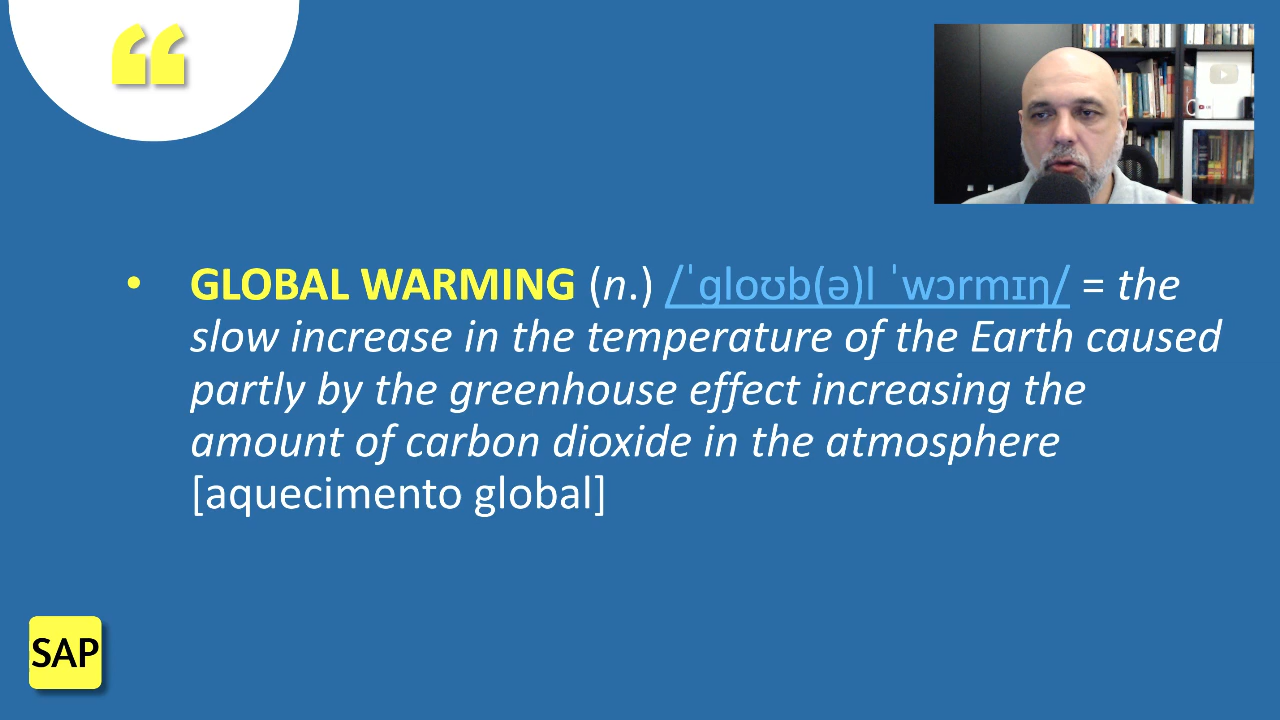 “
• GLOBAL WARMING (n.) /ˈgloʊb(ə)l ˈwɔrmɪŋ/ = the
slow increase in the temperature of the Earth caused
partly by the greenhouse effect increasing the
amount of carbon dioxide in the atmosphere
[aquecimento global]
SAP